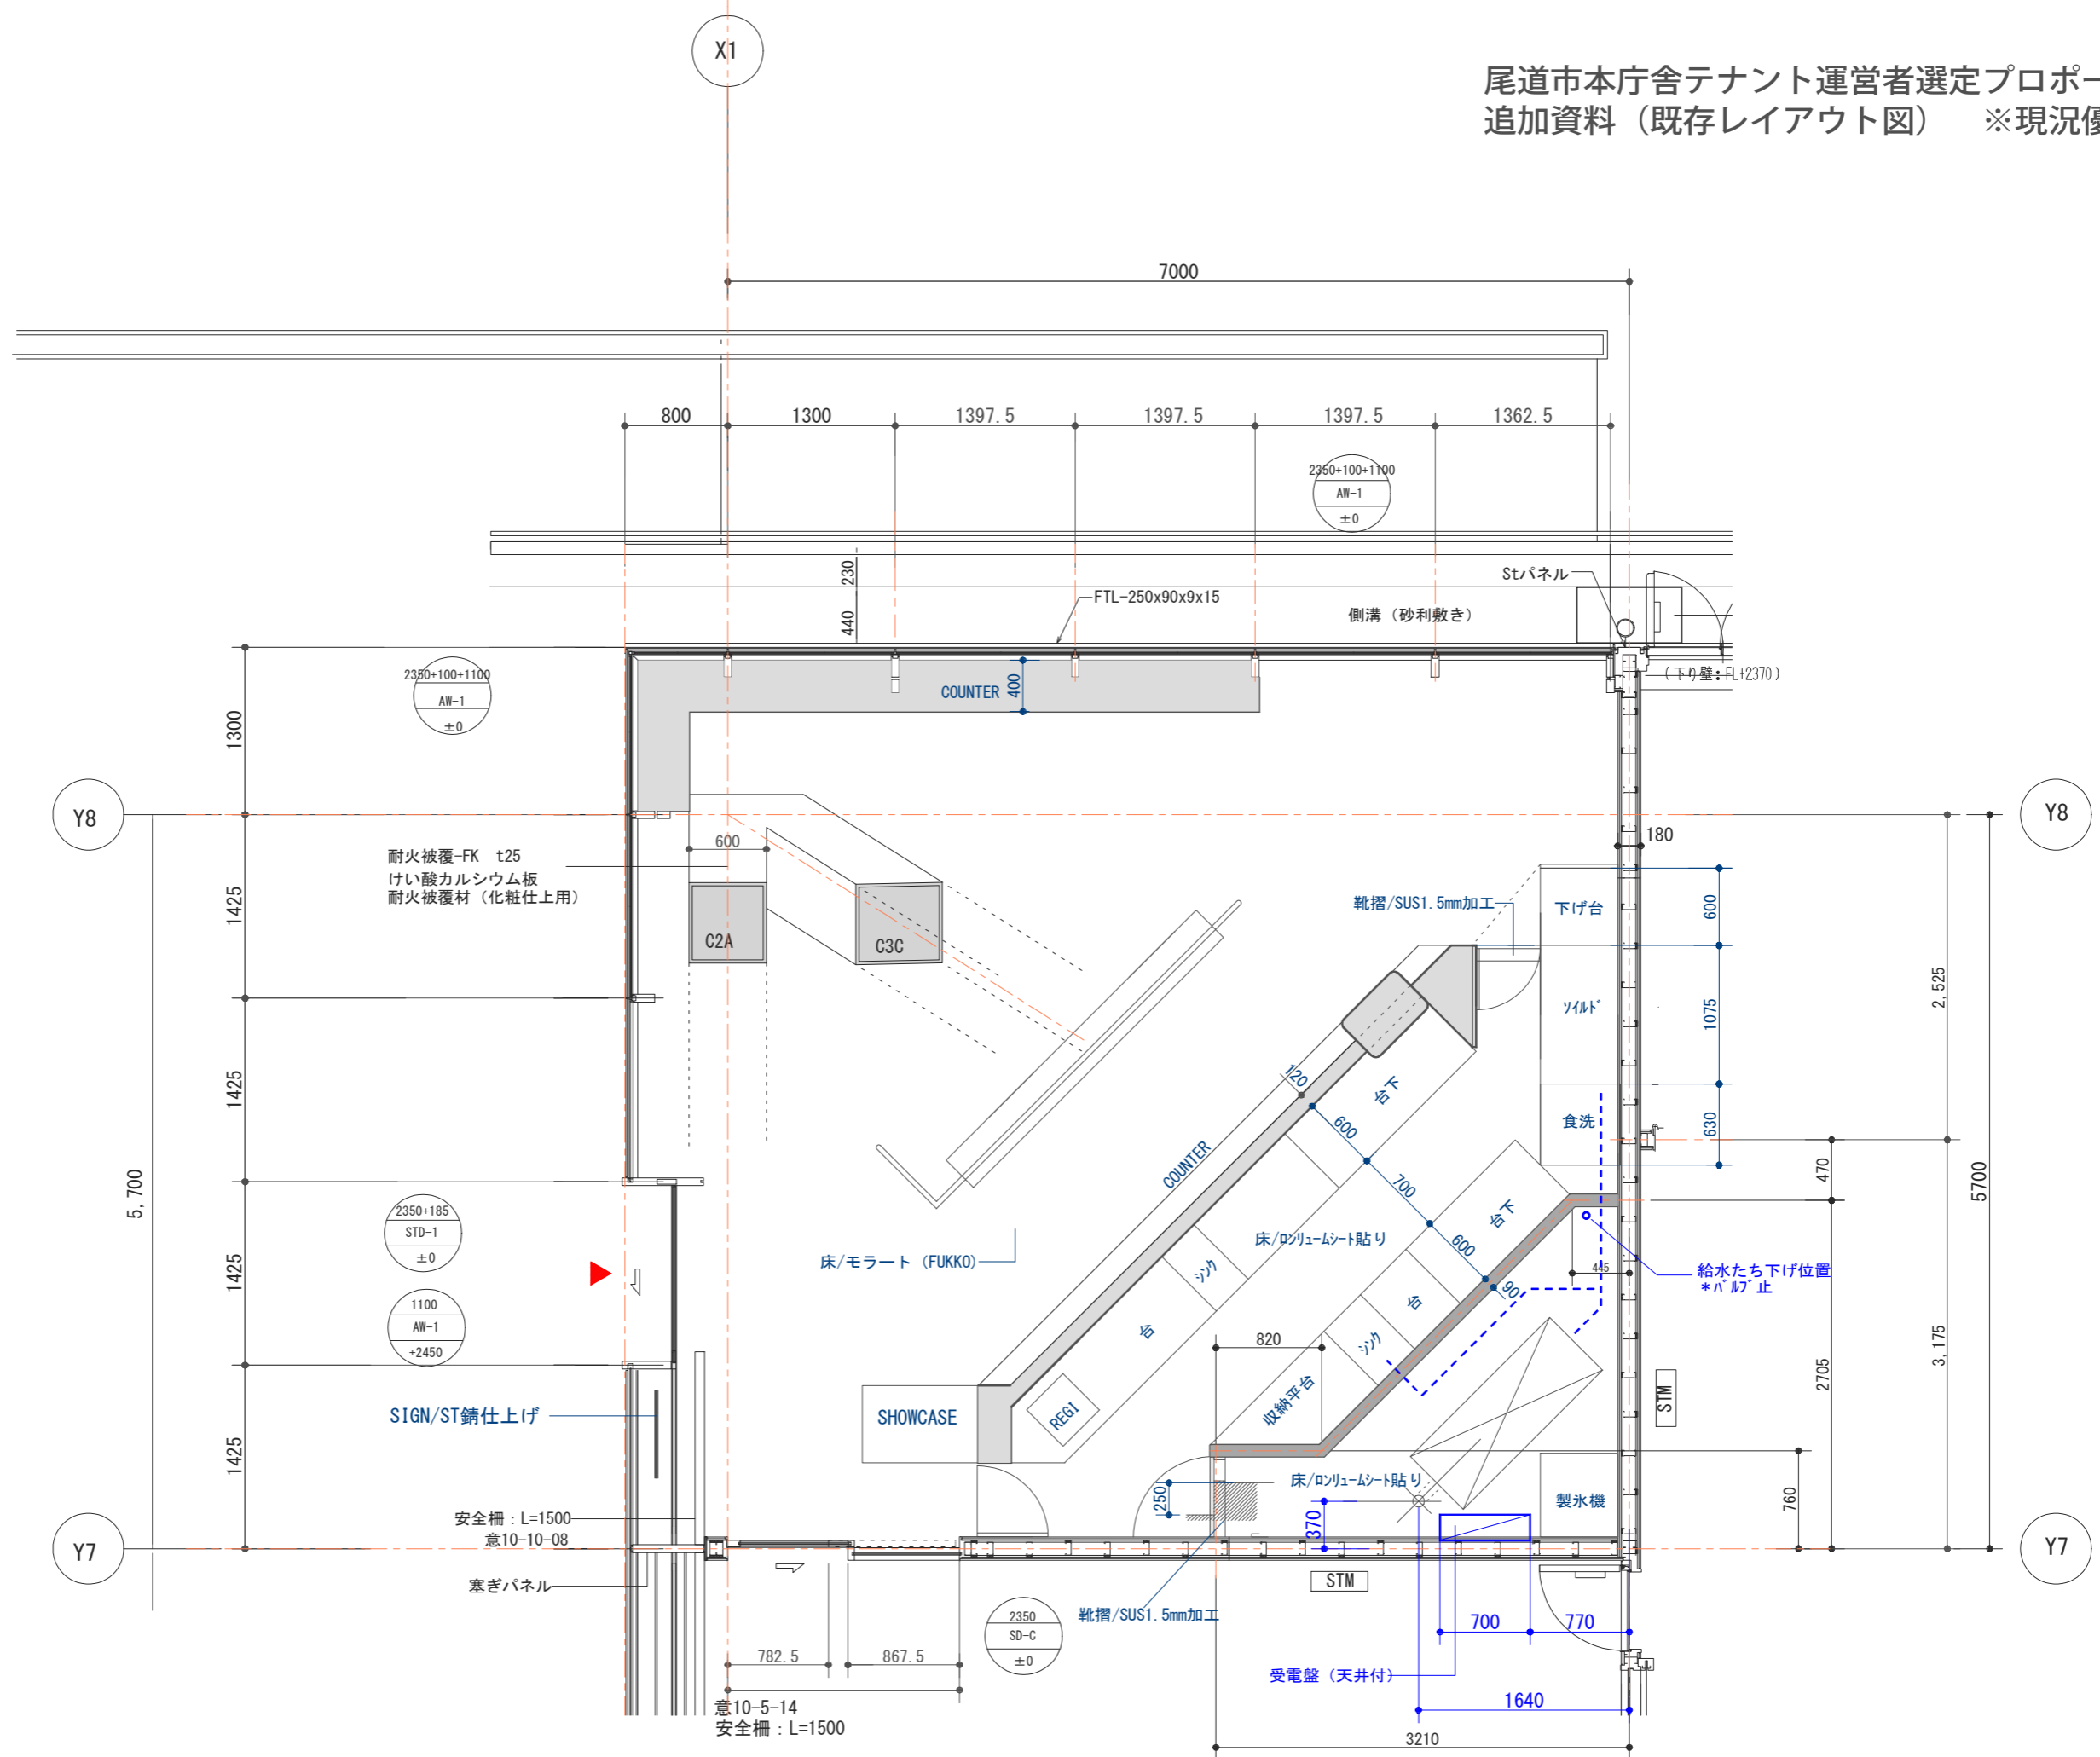 X1
尾道市本庁舎テナント運営者選定プロポー
追加資料（既存レイアウト図）　※現況優
7000
800
1300
1397.5
1397.5
1397.5
1362.5
2350+100+1100
AW-1
±0
230
440
FTL-250x90x9x15
Stパネル
側溝（砂利敷き）
（下り壁：FL+2370）
2350+100+1100
AW-1
±0
COUNTER
400
1300
Y8
Y8
180
600
耐火被覆-FK　t25
けい酸カルシウム板
耐火被覆材（化粧仕上用）
1425
C2A
C3C
靴摺/SUS1.5mm加工
下げ台
600
2,525
ソイルド
1075
1425
120
600
台下
食洗
630
COUNTER
700
470
5,700
5700
2350+185
STD-1
±0
台下
床/モラート（FUKKO）
床/ロンリュームシート貼り
600
シンク
445
給水たち下げ位置
*バルブ止
90
1425
台
1100
AW-1
+2450
台
820
シンク
3,175
2705
SIGN/ST錆仕上げ
SHOWCASE
REGI
収納平台
STM
1425
床/ロンリュームシート貼り
250
370
製氷機
760
安全柵：L=1500
意10-10-08
Y7
Y7
塞ぎパネル
STM
靴摺/SUS1.5mm加工
2350
SD-C
±0
700
770
782.5
867.5
受電盤（天井付）
意10-5-14
安全柵：L=1500
1640
3210